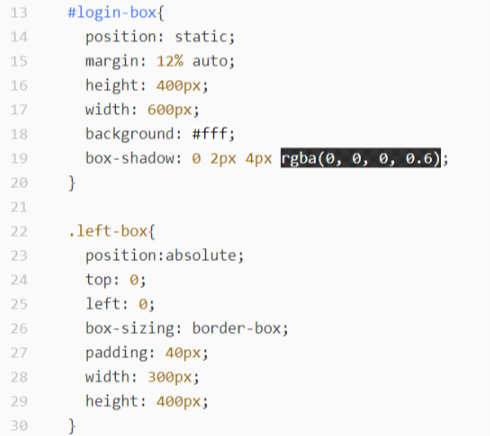 13 #login-box{
14 position: static;
15 margin: 12% auto;
16 height: 400px;
17 width: 600px;
18 background: #fff;
19 box-shadow: 0 2px 4px rgba(0, 0, 0, 0.6);
20 }
21
22 .left-box{
23 position:absolute;
24 top: 0;
25 left: 0;
26 box-sizing: border-box;
27 padding: 40px;
28 width: 300px;
29 height: 400px;
30 }